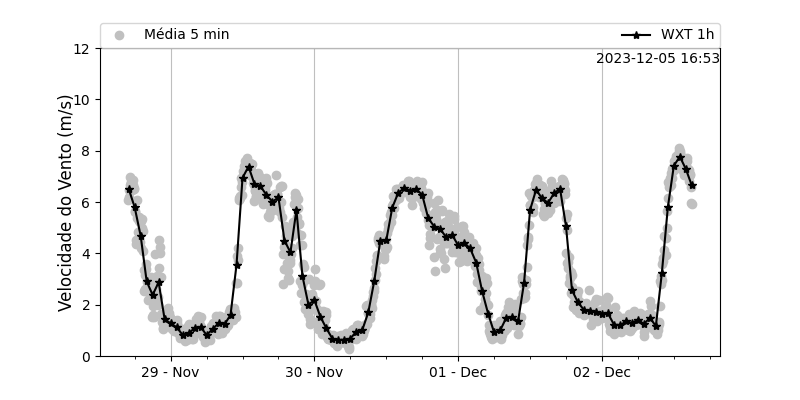 Média 5 min WXT 1h
2023-12-05 16:53
Velocidade do Vento (m/s)
12
10
8
6
4
2
0
29 - Nov 30 - Nov 01 - Dec 02 - Dec